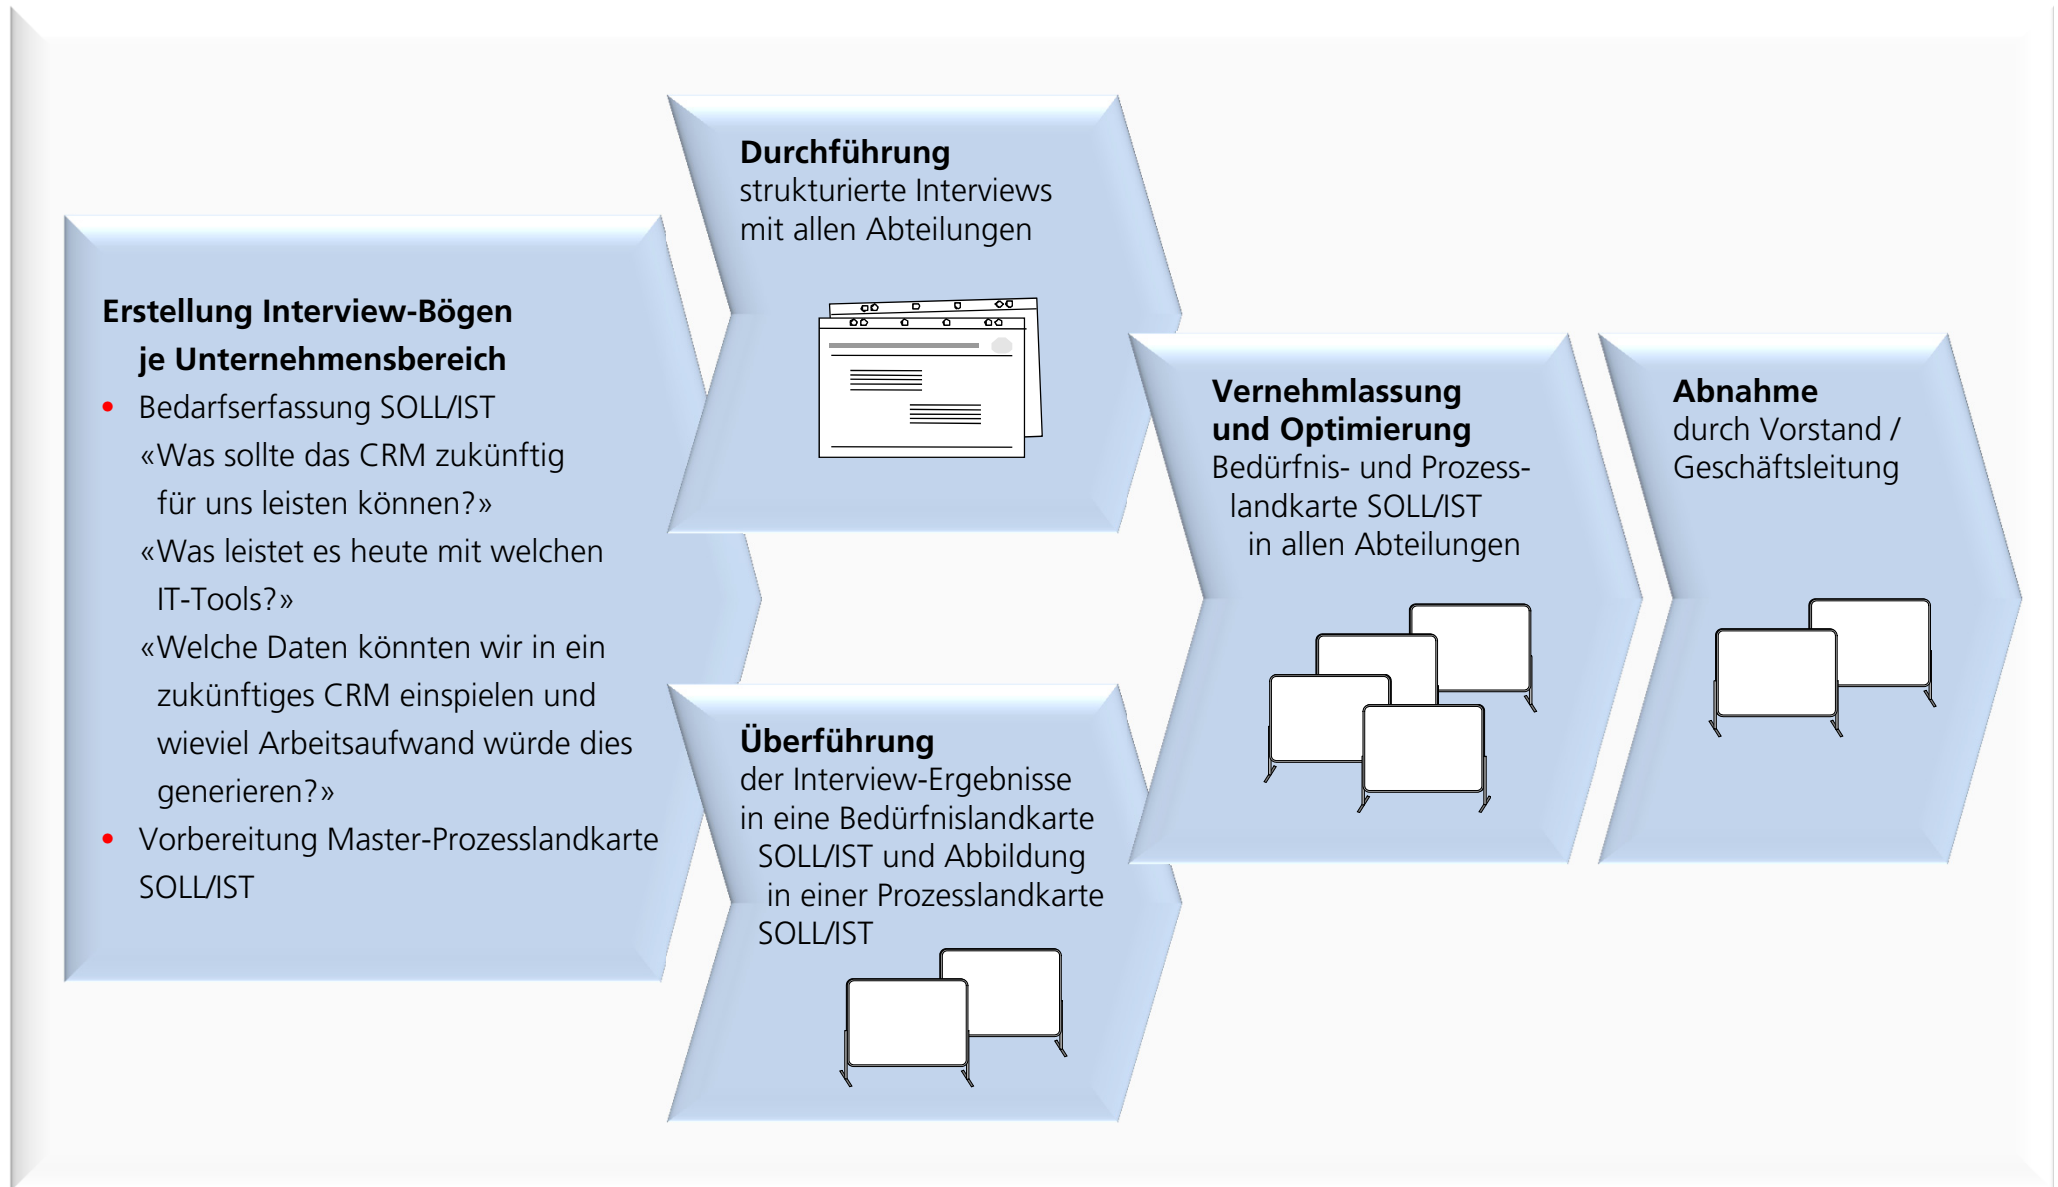 Erstellung Interview-Bögen
je Unternehmensbereich
• Bedarfserfassung SOLL/IST
«Was sollte das CRM zukünftig
für uns leisten können?»
«Was leistet es heute mit welchen
IT-Tools?»
«Welche Daten könnten wir in ein
zukünftiges CRM einspielen und
wieviel Arbeitsaufwand würde dies
generieren?»
• Vorbereitung Master-Prozesslandkarte
SOLL/IST
Durchführung
strukturierte Interviews
mit allen Abteilungen
Überführung
der Interview-Ergebnisse
in eine Bedürfnislandkarte
SOLL/IST und Abbildung
in einer Prozesslandkarte
SOLL/IST
Vernehmlassung
und Optimierung
Bedürfnis- und Prozess-
landkarte SOLL/IST
in allen Abteilungen
Abnahme
durch Vorstand /
Geschäftsleitung